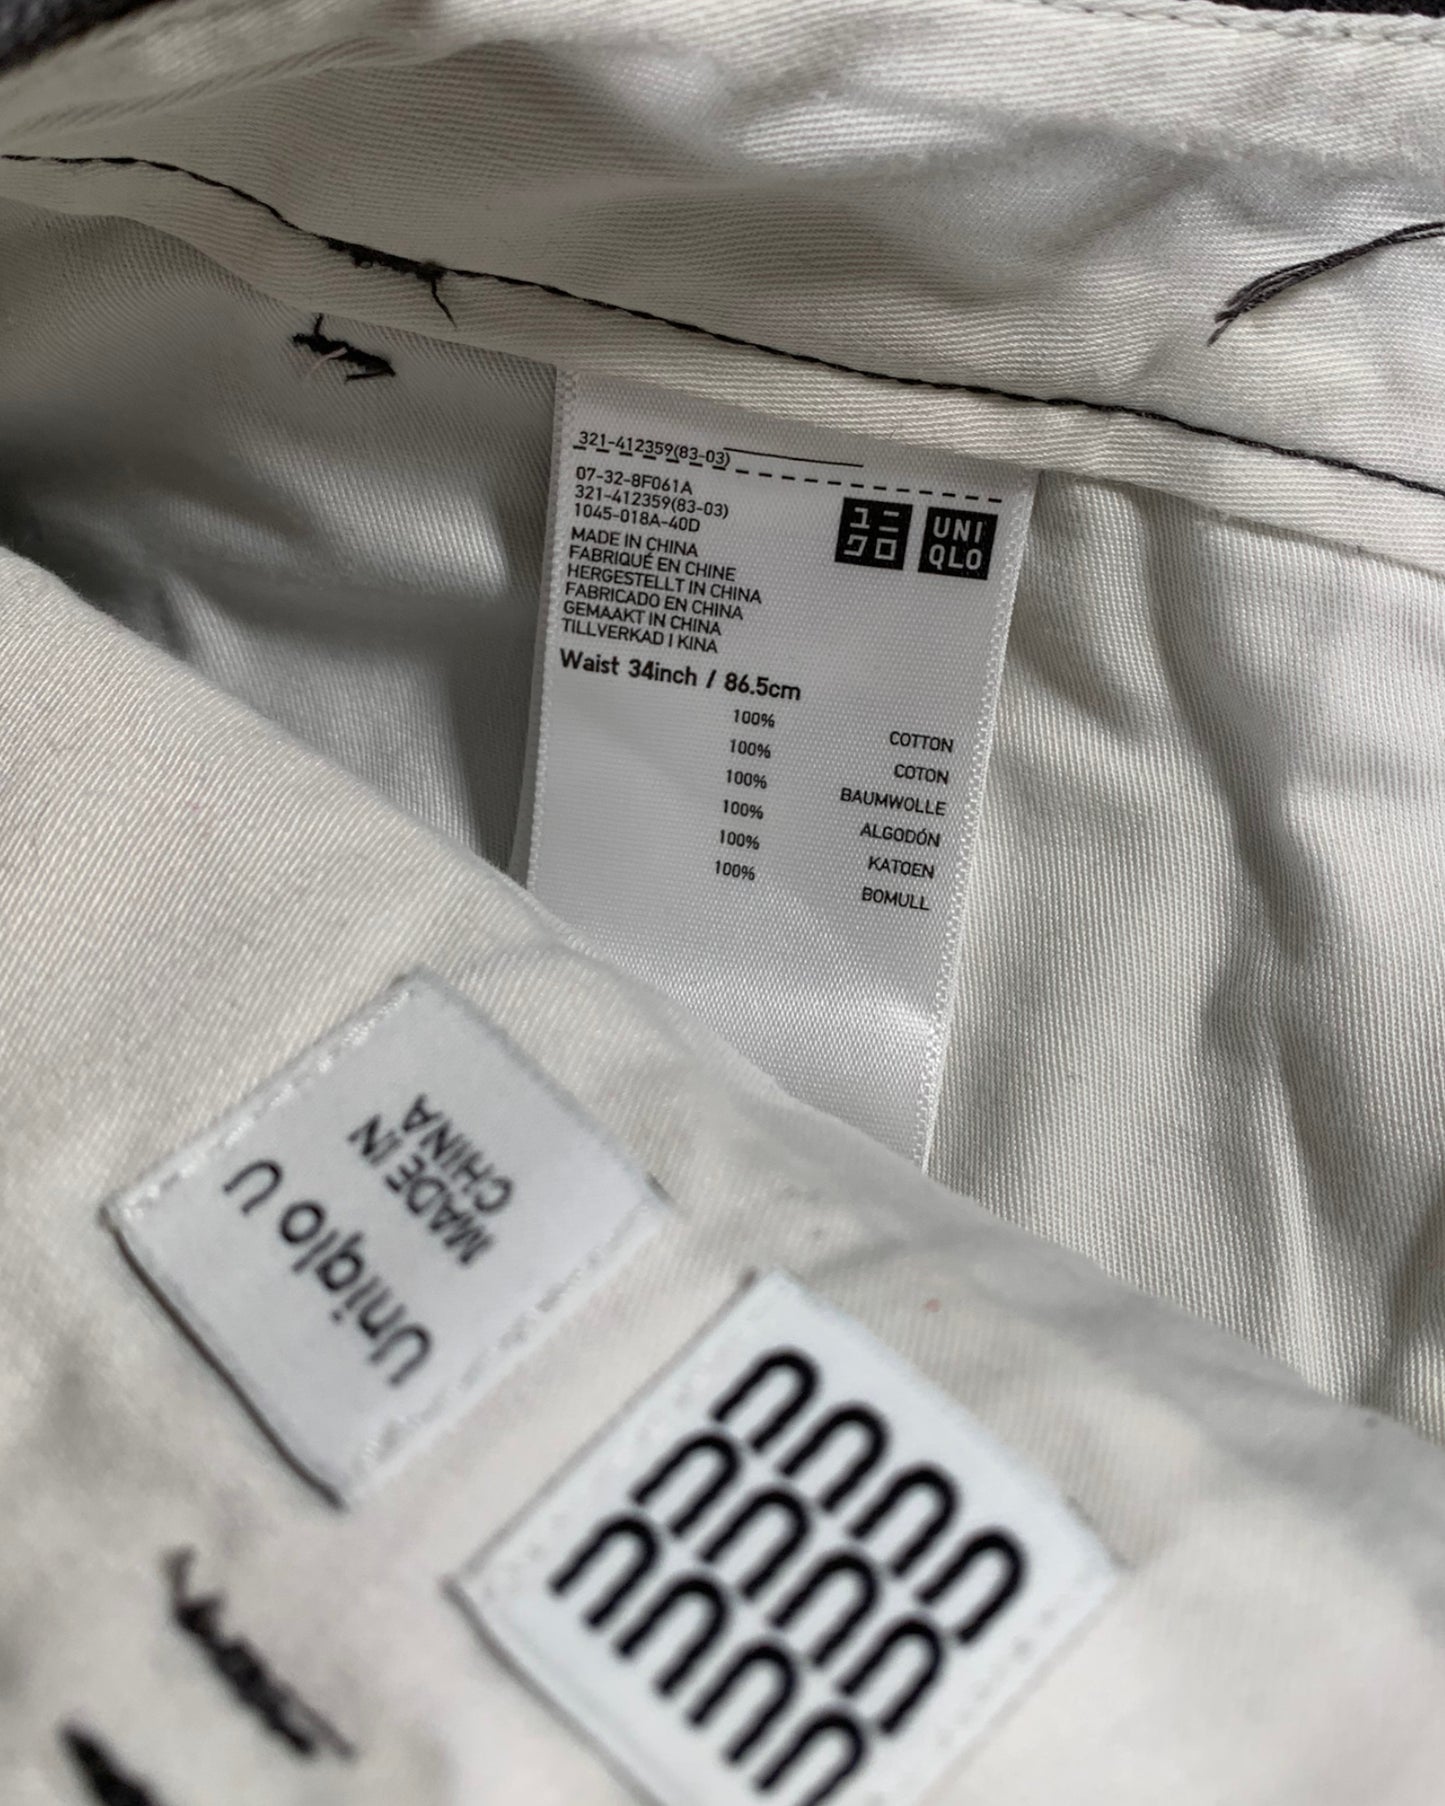 321-412359(83-03)
07-32-8F061A
321-412359(83-03)
1045-018A-40D
ユニ
クロ
UNI
QLO
MADE IN CHINA
FABRIQUÉ EN CHINE
HERGESTELLT IN CHINA
FABRICADO EN CHINA
GEMAAKT IN CHINA
TILLVERKAD I KINA
Waist 34inch / 86.5cm
100% COTTON
100% COTON
100% BAUMWOLLE
100% ALGODÓN
100% KATOEN
100% BOMULL
Uniqlo U
MADE IN
CHINA